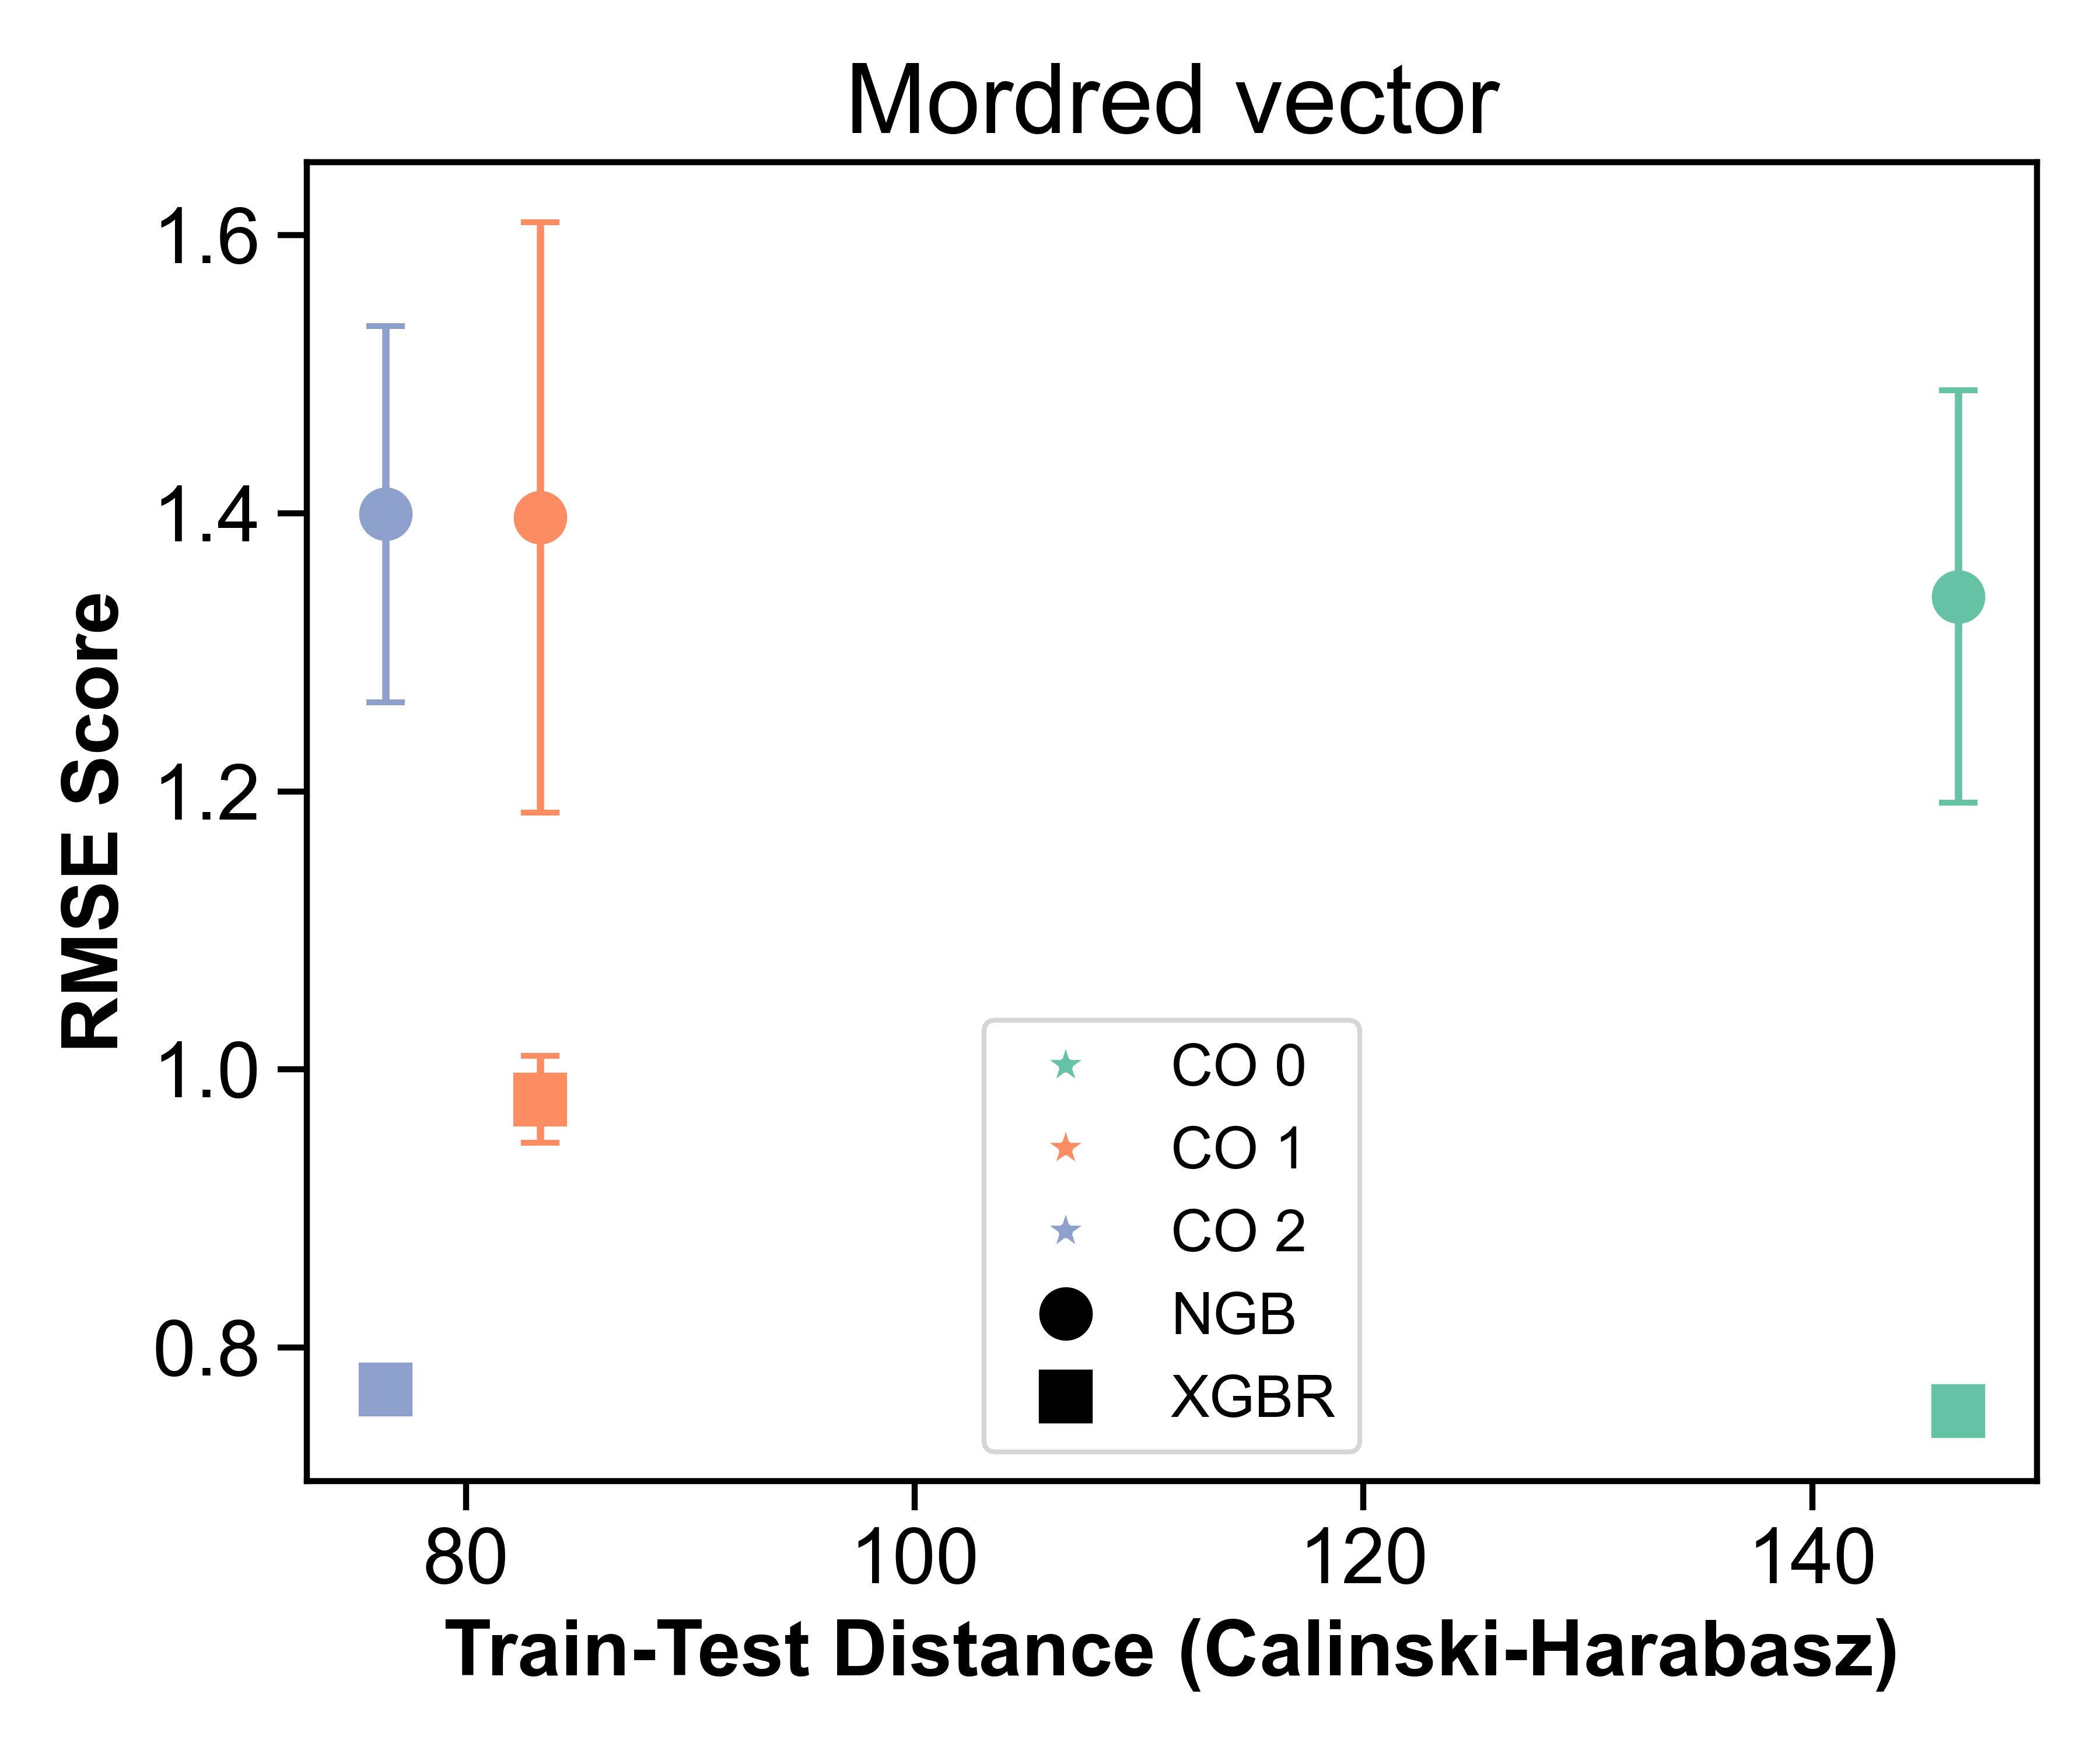 Mordred vector
RMSE Score
1.6
1.4
1.2
1.0
0.8
CO 0
CO 1
CO 2
NGB
XGBR
80 100 120 140
Train-Test Distance (Calinski-Harabasz)